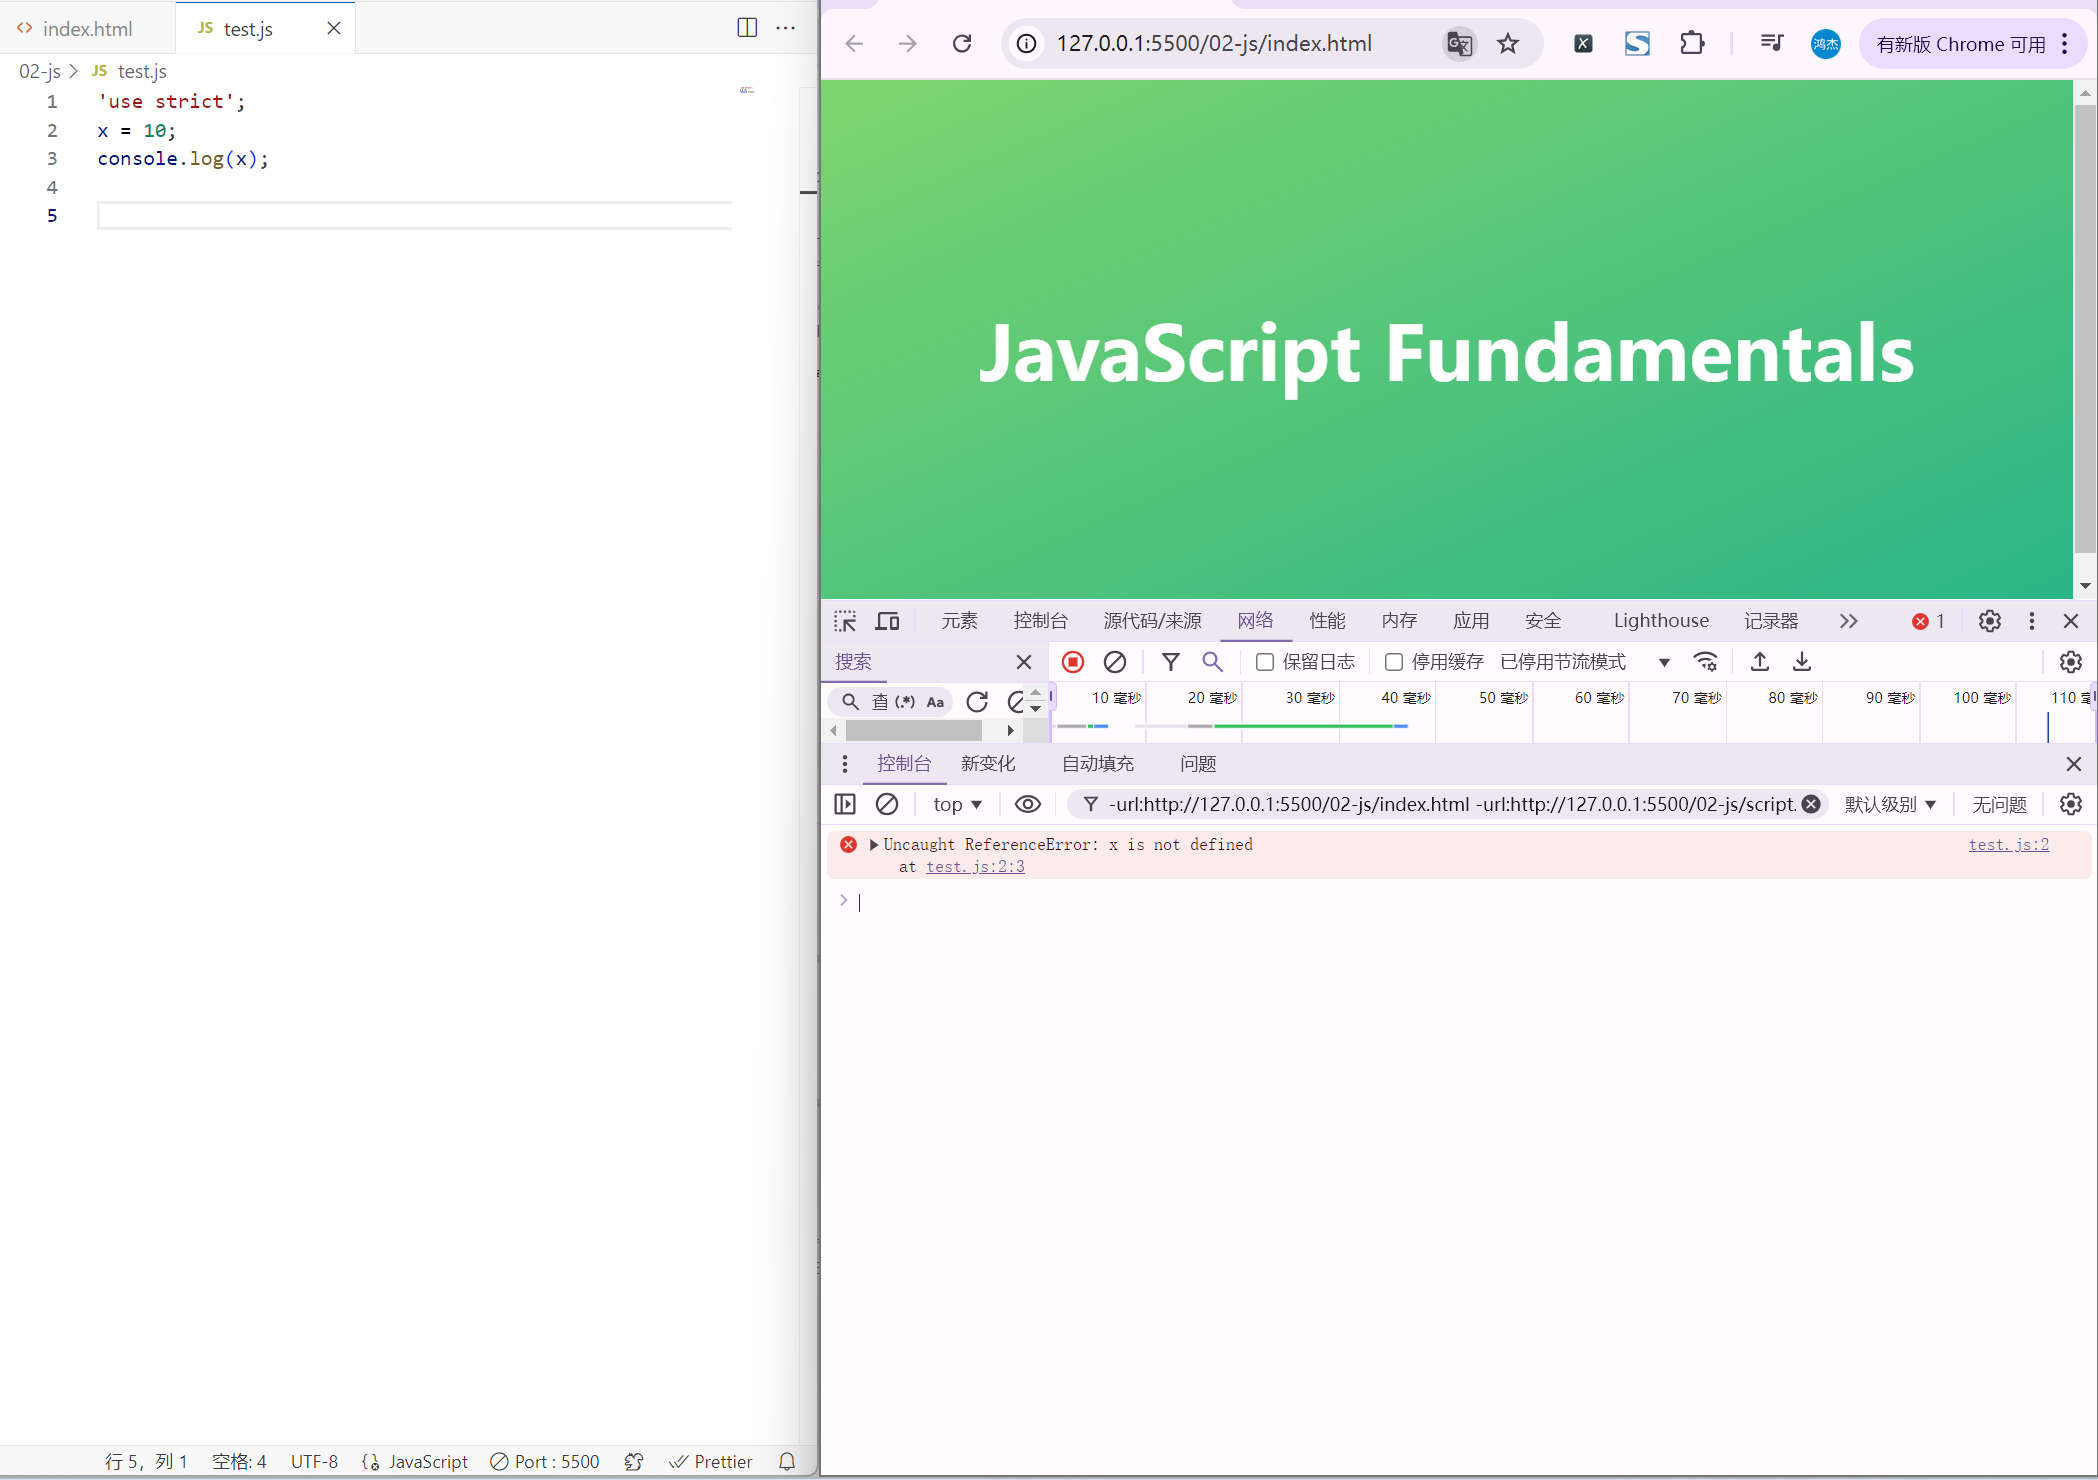 index.html
JS test.js
02-js > JS test.js
1 'use strict';
2 x = 10;
3 console.log(x);
4
5
行 5，列 1 空格: 4 UTF-8 JavaScript Port : 5500 Prettier
127.0.0.1:5500/02-js/index.html
鸿杰
有新版 Chrome 可用
JavaScript Fundamentals
元素 控制台 源代码/来源 网络 性能 内存 应用 安全 Lighthouse 记录器 1
搜索
保留日志 停用缓存 已停用节流模式
查 (.*) Aa
10 毫秒 20 毫秒 30 毫秒 40 毫秒 50 毫秒 60 毫秒 70 毫秒 80 毫秒 90 毫秒 100 毫秒 110
控制台 新变化 自动填充 问题
top -url:http://127.0.0.1:5500/02-js/index.html -url:http://127.0.0.1:5500/02-js/script. 默认级别 无问题
Uncaught ReferenceError: x is not defined test.js:2
at test.js:2:3